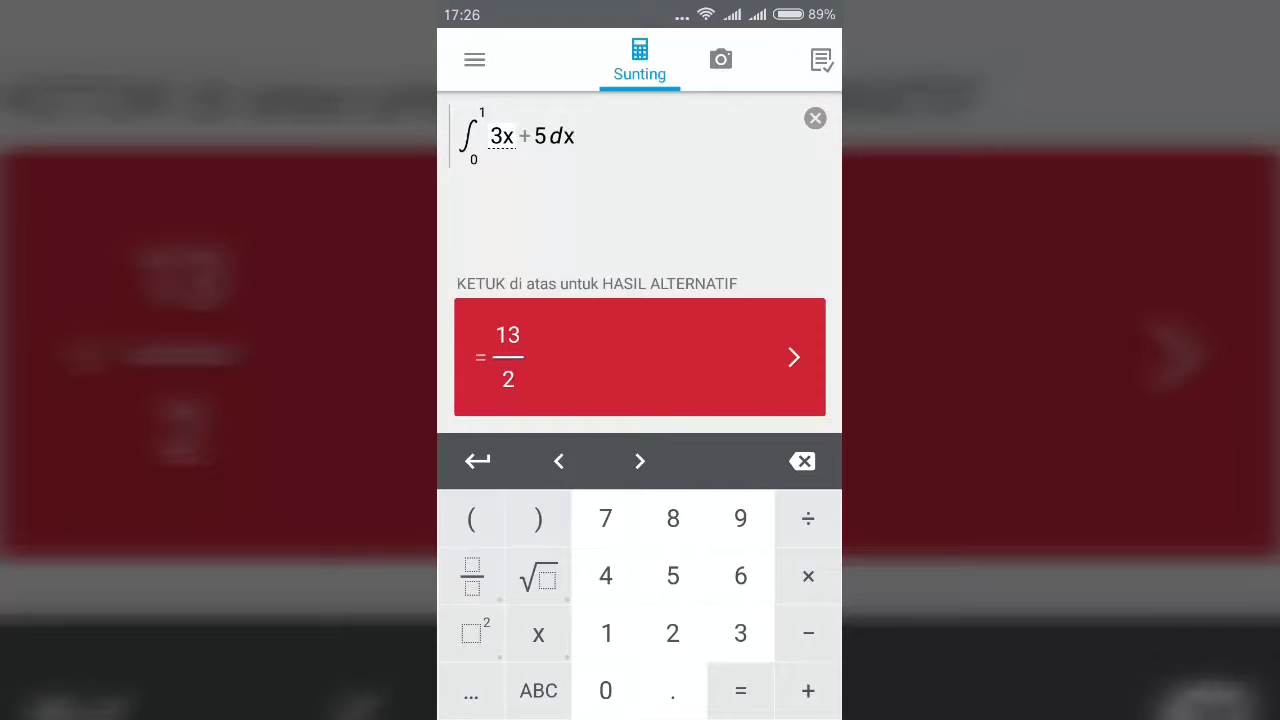 17:26 ... 89%
Sunting
∫ 1 0 3x + 5 dx
KETUK di atas untuk HASIL ALTERNATIF
= 13/2
( ) 7 8 9 ÷
√ 4 5 6 ×
2 x 1 2 3 −
... ABC 0 . = +